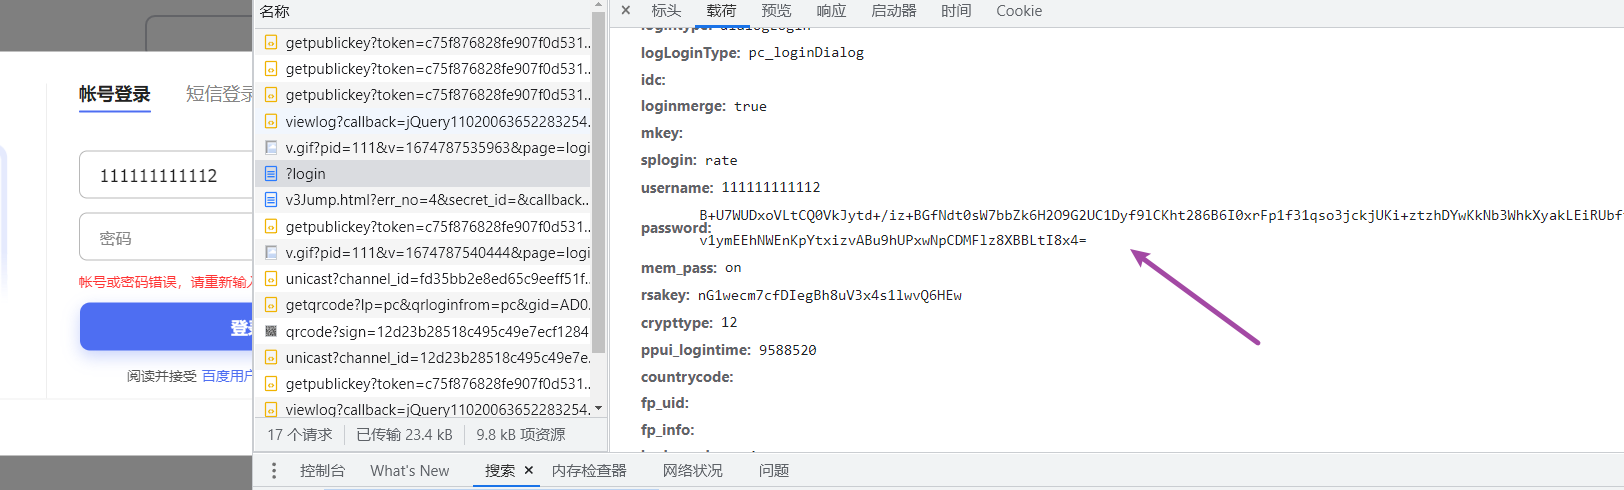 帐号登录 短信登录
111111111112
密码
帐号或密码错误，请重新输入
登录
阅读并接受 百度用户
名称
getpublickey?token=c75f876828fe907f0d531...
getpublickey?token=c75f876828fe907f0d531...
getpublickey?token=c75f876828fe907f0d531...
viewlog?callback=jQuery11020063652283254...
v.gif?pid=111&v=1674787535963&page=logi
?login
v3Jump.html?err_no=4&secret_id=&callback...
getpublickey?token=c75f876828fe907f0d531...
v.gif?pid=111&v=1674787540444&page=logi
unicast?channel_id=fd35bb2e8ed65c9eeff51f...
getqrcode?lp=pc&qrloginfrom=pc&gid=AD0...
qrcode?sign=12d23b28518c495c49e7ecf1284
unicast?channel_id=12d23b28518c495c49e7e...
getpublickey?token=c75f876828fe907f0d531...
viewlog?callback=jQuery11020063652283254...
17 个请求 已传输 23.4 kB 9.8 kB 项资源
× 标头 载荷 预览 响应 启动器 时间 Cookie
logintype: dialogLogin
logLoginType: pc_loginDialog
idc:
loginmerge: true
mkey:
splogin: rate
username: 111111111112
password: B+U7WUDxoVLtCQ0VkJytd+/iz+BGfNdt0sW7bbZk6H2O9G2UC1Dyf9lCKht286B6I0xrFp1f31qso3jckjUKi+ztzhDYwKkNb3WhkXyakLEiRUbf
v1ymEEhNWEnKpYtxizvABu9hUPxwNpCDMFlz8XBBLtI8x4=
mem_pass: on
rsakey: nG1wecm7cfDIegBh8uV3x4s1lwvQ6HEw
crypttype: 12
ppui_logintime: 9588520
countrycode:
fp_uid:
fp_info:
控制台 What's New 搜索 × 内存检查器 网络状况 问题